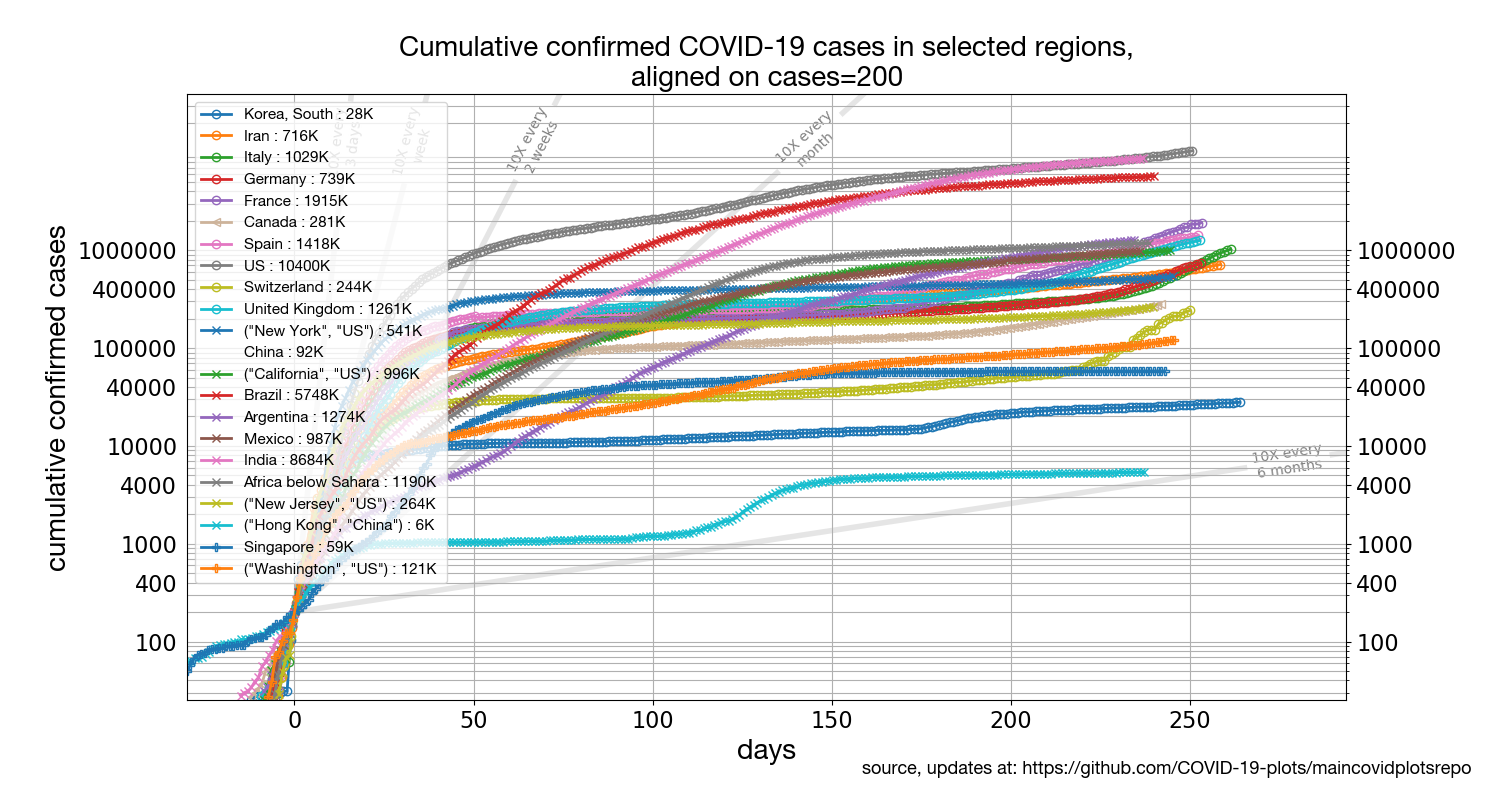 Cumulative confirmed COVID-19 cases in selected regions,
aligned on cases=200
cumulative confirmed cases
1000000
400000
100000
40000
10000
4000
1000
400
100
Korea, South : 28K
Iran : 716K
Italy : 1029K
Germany : 739K
France : 1915K
Canada : 281K
Spain : 1418K
US : 10400K
Switzerland : 244K
United Kingdom : 1261K
("New York", "US") : 541K
China : 92K
("California", "US") : 996K
Brazil : 5748K
Argentina : 1274K
Mexico : 987K
India : 8684K
Africa below Sahara : 1190K
("New Jersey", "US") : 264K
("Hong Kong", "China") : 6K
Singapore : 59K
("Washington", "US") : 121K
3 days
10X every
week
10X every
2 weeks
10X every
month
10X every
6 months
1000000
400000
100000
40000
10000
4000
1000
400
100
0
50
100
150
200
250
days
source, updates at: https://github.com/COVID-19-plots/maincovidplotsrepo